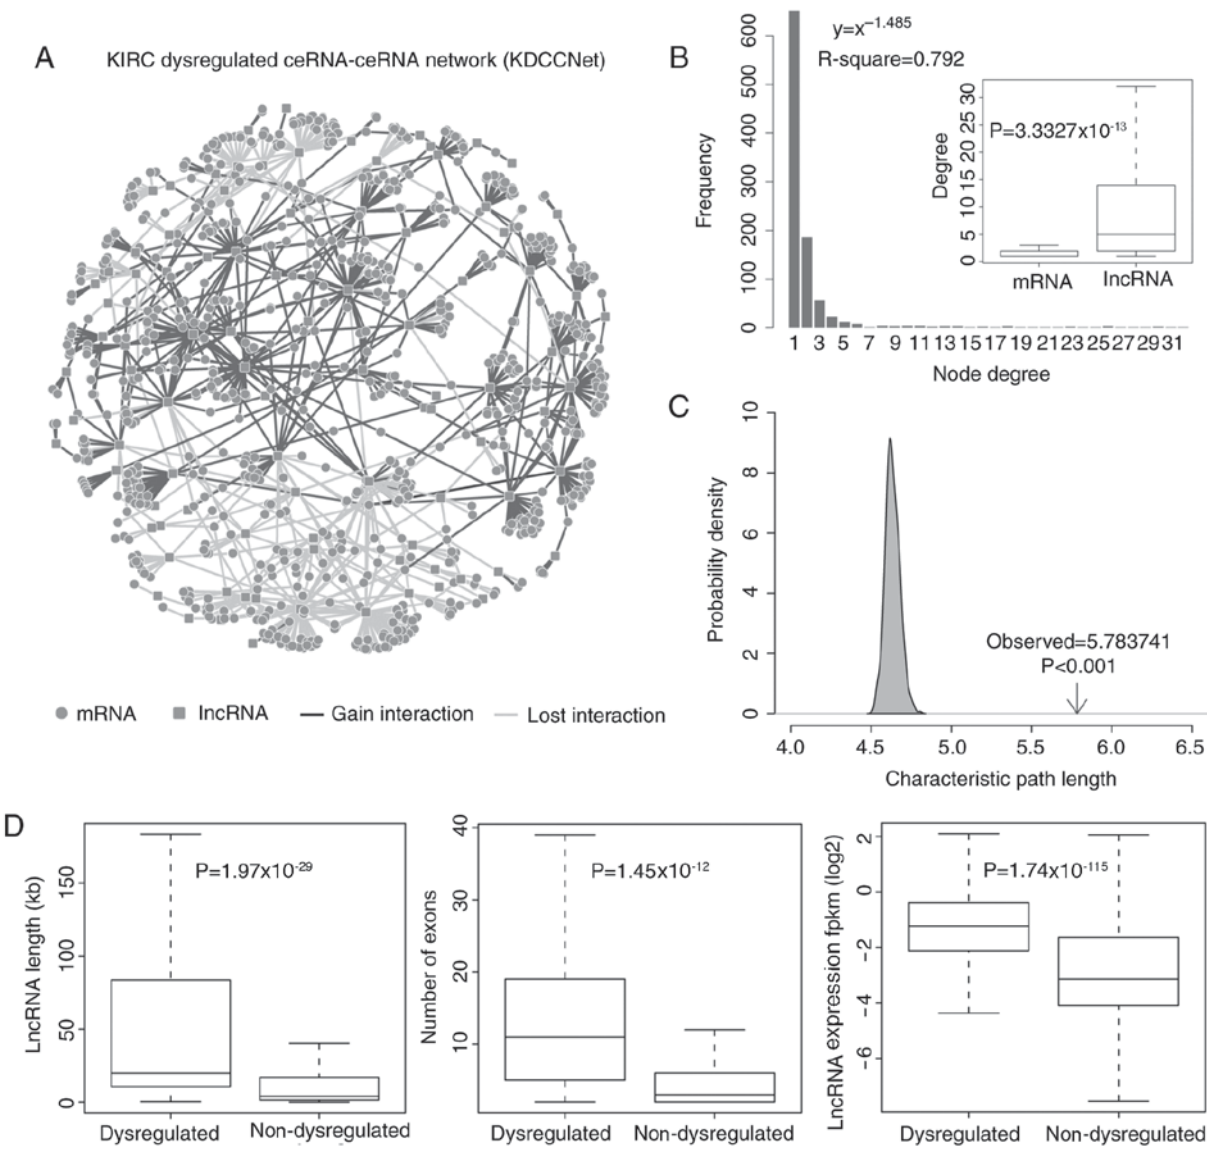 A
KIRC dysregulated ceRNA-ceRNA network (KDCCNet)
mRNA
lncRNA
Gain interaction
Lost interaction
B
y=x^−1.485
R-square=0.792
Frequency
600
500
400
300
200
100
0
1 3 5 7 9 11 13 15 17 19 21 23 25 27 29 31
Node degree
P=3.3327x10^-13
Degree
30
25
20
15
10
5
0
mRNA
lncRNA
C
Probability density
10
8
6
4
2
0
Observed=5.783741
P<0.001
4.0 4.5 5.0 5.5 6.0 6.5
Characteristic path length
D
LncRNA length (kb)
150
100
50
0
P=1.97x10^-29
Dysregulated
Non-dysregulated
Number of exons
40
30
20
10
P=1.45x10^-12
Dysregulated
Non-dysregulated
LncRNA expression fpkm (log2)
2
0
−2
−4
−6
P=1.74x10^-115
Dysregulated
Non-dysregulated